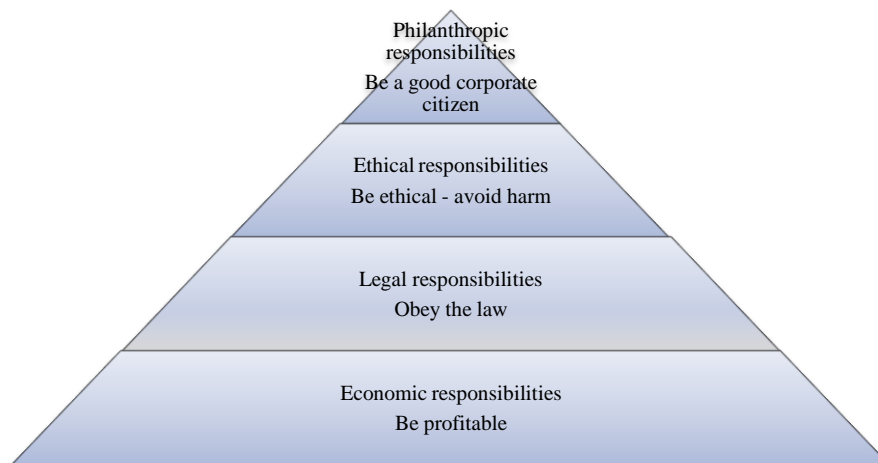 Philanthropic
responsibilities
Be a good corporate
citizen
Ethical responsibilities
Be ethical - avoid harm
Legal responsibilities
Obey the law
Economic responsibilities
Be profitable